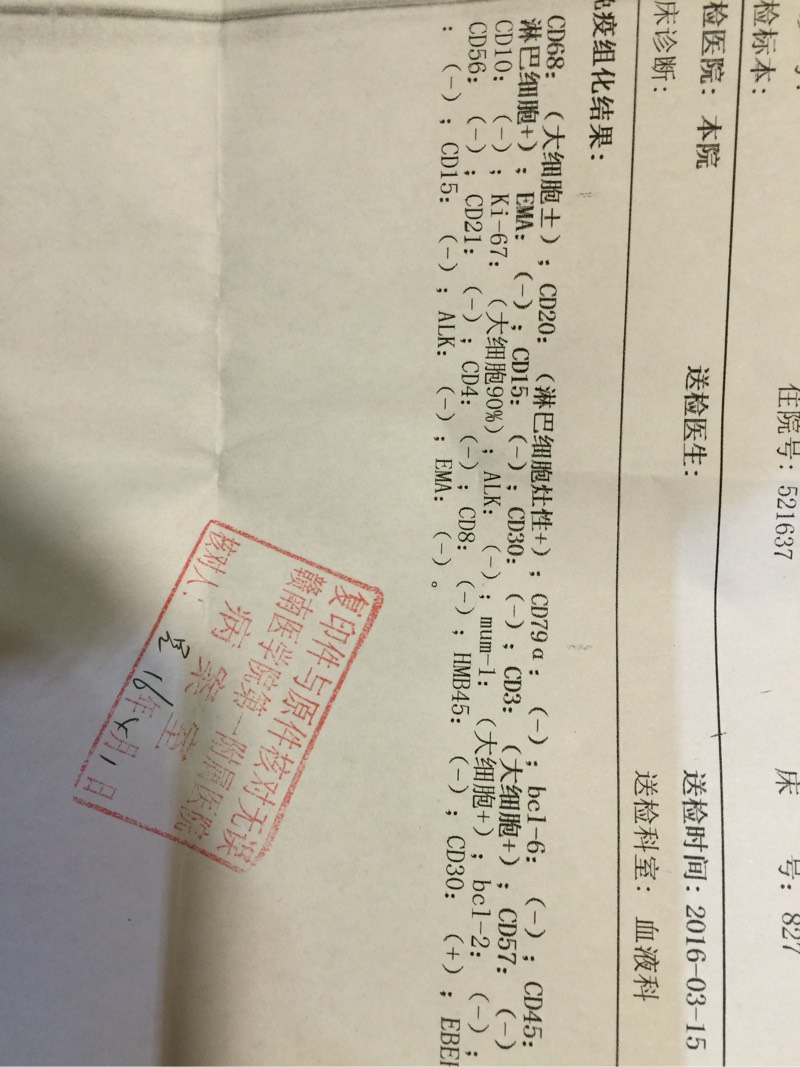 住院号: 521637 床 号: 827
检标本:
检医院: 本院 送检医生: 送检时间: 2016-03-15
床诊断: 送检科室: 血液科
免疫组化结果:
CD68: (大细胞±); CD20: (淋巴细胞灶性+); CD79α: (-); bcl-6: (-); CD45:
淋巴细胞+); EMA: (-); CD15: (-); CD30: (-); CD3: (大细胞+); CD57: (-)
CD10: (-); Ki-67: (大细胞90%); ALK: (-); mum-1: (大细胞+); bcl-2: (-);
CD56: (-); CD21: (-); CD4: (-); CD8: (-); HMB45: (-); CD30: (+); EBER
: (-); CD15: (-); ALK: (-); EMA: (-)。
复印件与原件核对无误
赣南医学院第一附属医院
病案室
核对人: 16年4月1日